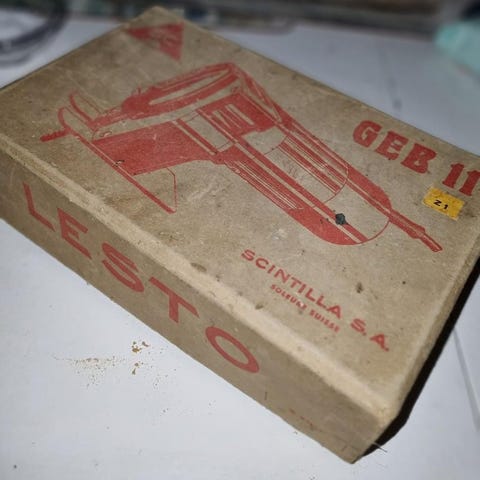 GEB 11
Z1
SCINTILLA S.A.
SOLEURE SUISSE
LESTO